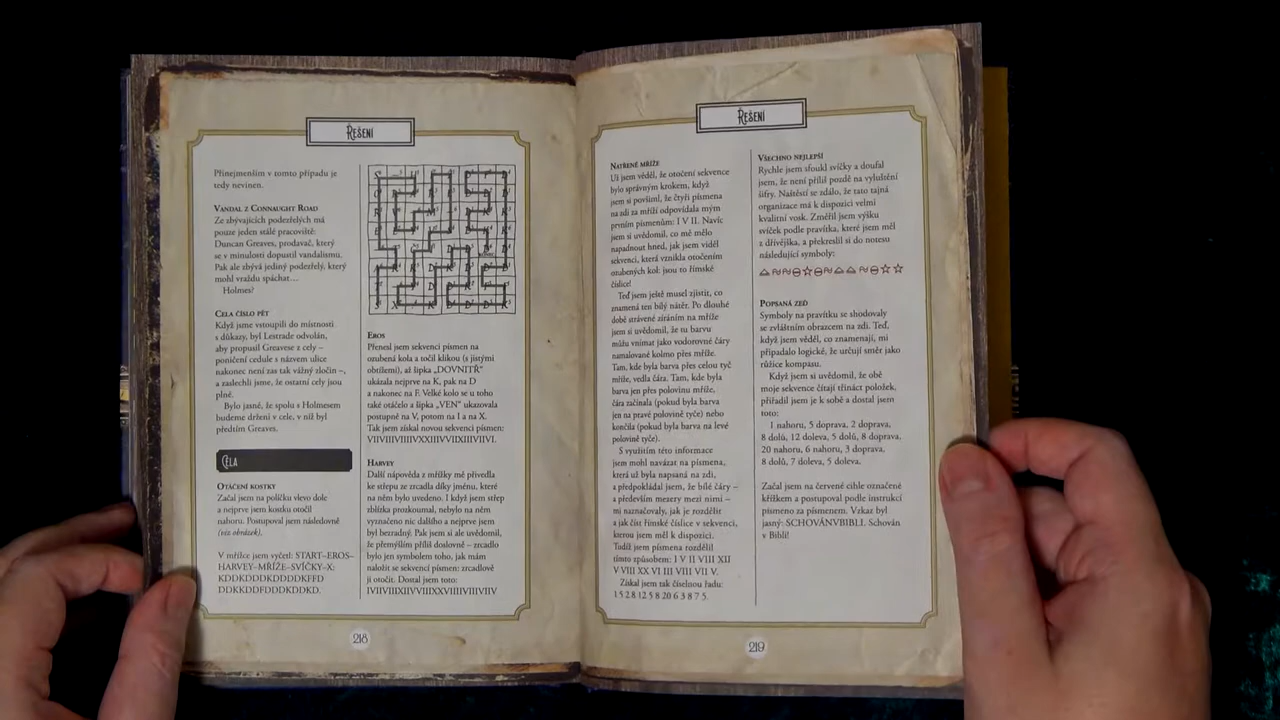 ŘEŠENÍ
Přinejmenším v tomto případu je
tedy nevinen.
VANDAL Z CONNAUGHT ROAD
Ze zbývajících podezřelých má
pouze jeden stálé pracoviště:
Duncan Greaves, prodavač, který
se v minulosti dopustil vandalismu.
Pak ale zbývá jediný podezřelý, který
mohl vraždu spáchat…
Holmes?
CELA ČÍSLO PĚT
Když jsme vstoupili do místnosti
s důkazy, byl Lestrade odvolán,
aby propustil Greavese z cely –
poničení cedule s názvem ulice
nakonec není zas tak vážný zločin –,
a zaslechli jsme, že ostatní cely jsou
plné.
Bylo jasné, že spolu s Holmesem
budeme drženi v cele, v níž byl
předtím Greaves.
CELA
OTÁČENÍ KOSTKY
Začal jsem na políčku vlevo dole
a nejprve jsem kostku otočil
nahoru. Postupoval jsem následovně
(viz obrázek).
V mřížce jsem vyčetl: START–EROS–
HARVEY–MŘÍŽE–SVÍČKY–X:
KDDKDDDKDDDDKFFD
DDKKDDFDDDKDDKD.
EROS
Přenesl jsem sekvenci písmen na
ozubená kola a točil klikou (s jistými
obtížemi), až šipka „DOVNITŘ“
ukázala nejprve na K, pak na D
a nakonec na F. Velké kolo se u toho
také otáčelo a šipka „VEN“ ukazovala
postupně na V, potom na I a na X.
Tak jsem získal novou sekvenci písmen:
VIIVIIIVIIIIVXXIIIVVIIXIIIVIIVI.
HARVEY
Další nápověda z mřížky mě přivedla
ke střepu ze zrcadla díky jménu, které
na něm bylo uvedeno. I když jsem střep
zblízka prozkoumal, nebylo na něm
vyznačeno nic dalšího a nejprve jsem
byl bezradný. Pak jsem si ale uvědomil,
že přemýšlím příliš doslovně – zrcadlo
bylo jen symbolem toho, jak mám
naložit se sekvencí písmen: zrcadlově
ji otočit. Dostal jsem toto:
IVIIVIIIXIIVVIIIXXVIIIIVIIIVIIV
218
ŘEŠENÍ
NATŘENÉ MŘÍŽE
Už jsem věděl, že otočení sekvence
bylo správným krokem, když
jsem si povšiml, že čtyři písmena
na zdi za mříží odpovídala mým
prvním písmenům: I V II. Navíc
jsem si uvědomil, co mě mělo
napadnout hned, jak jsem viděl
sekvenci, která vznikla otočením
ozubených kol: jsou to římské
číslice!
Teď jsem ještě musel zjistit, co
znamená ten bílý nátěr. Po dlouhé
době strávené zíráním na mříže
jsem si uvědomil, že tu barvu
můžu vnímat jako vodorovné čáry
namalované kolmo přes mříže.
Tam, kde byla barva přes celou tyč
mříže, vedla čára. Tam, kde byla
barva jen přes polovinu mříže,
čára začínala (pokud byla barva
jen na pravé polovině tyče) nebo
končila (pokud byla barva na levé
polovině tyče).
S využitím této informace
jsem mohl navázat na písmena,
která už byla napsaná na zdi,
a předpokládal jsem, že bílé čáry –
a především mezery mezi nimi –
mi naznačovaly, jak je rozdělit
a jak číst římské číslice v sekvenci,
kterou jsem měl k dispozici.
Tudíž jsem písmena rozdělil
tímto způsobem: I V II VIII XII
V VIII XX VI III VIII VII V.
Získal jsem tak číselnou řadu:
1 5 2 8 12 5 8 20 6 3 8 7 5.
VŠECHNO NEJLEPŠÍ
Rychle jsem sfoukl svíčky a doufal
jsem, že není příliš pozdě na vyluštění
šifry. Naštěstí se zdálo, že tato tajná
organizace má k dispozici velmi
kvalitní vosk. Změřil jsem výšku
svíček podle pravítka, které jsem měl
z dřívějška, a překreslil si do notesu
následující symboly:
POPSANÁ ZEĎ
Symboly na pravítku se shodovaly
se zvláštním obrazcem na zdi. Teď,
když jsem věděl, co znamenají, mi
připadalo logické, že určují směr jako
růžice kompasu.
Když jsem si uvědomil, že obě
moje sekvence čítají třináct položek,
přiřadil jsem je k sobě a dostal jsem
toto:
1 nahoru, 5 doprava, 2 doprava,
8 dolů, 12 doleva, 5 dolů, 8 doprava,
20 nahoru, 6 nahoru, 3 doprava,
8 dolů, 7 doleva, 5 doleva.
Začal jsem na červené cihle označené
křížkem a postupoval podle instrukcí
písmeno za písmenem. Vzkaz byl
jasný: SCHOVÁNVBIBLI. Schován
v Bibli!
219